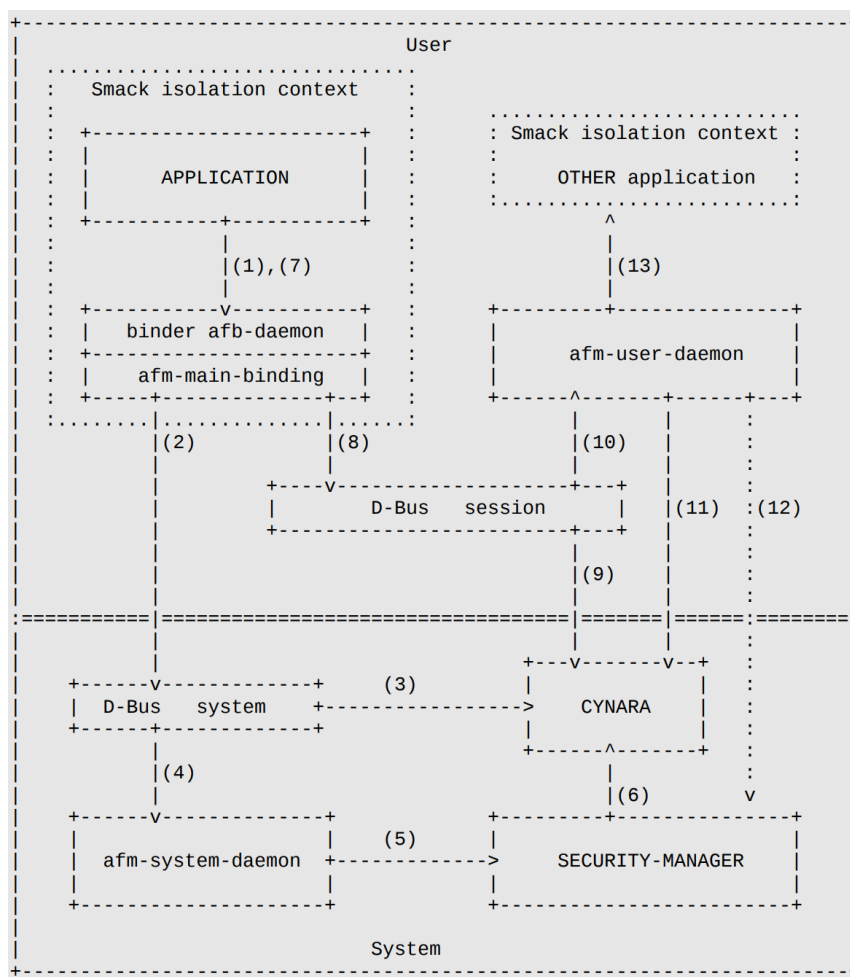 User
Smack isolation context
Smack isolation context
APPLICATION
OTHER application
(1),(7)
(13)
binder afb-daemon
afm-user-daemon
afm-main-binding
(2)
(8)
(10)
D-Bus session
(11)
(12)
(9)
(3)
D-Bus system
CYNARA
(4)
(6)
(5)
afm-system-daemon
SECURITY-MANAGER
System